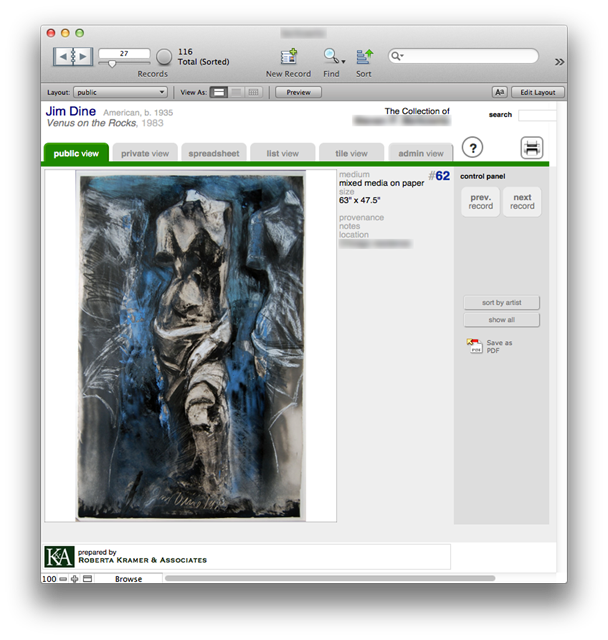 27
116
Total (Sorted)
Records
New Record
Find
Sort
Layout:
public
View As:
Preview
Aa
Edit Layout
Jim Dine
American, b. 1935
Venus on the Rocks, 1983
The Collection of
search
public view
private view
spreadsheet
list view
tile view
admin view
?
medium
#62
mixed media on paper
size
63" x 47.5"
provenance
notes
location
control panel
prev.
record
next
record
sort by artist
show all
PDF
Save as
PDF
K&A
prepared by
ROBERTA KRAMER & ASSOCIATES
100
Browse